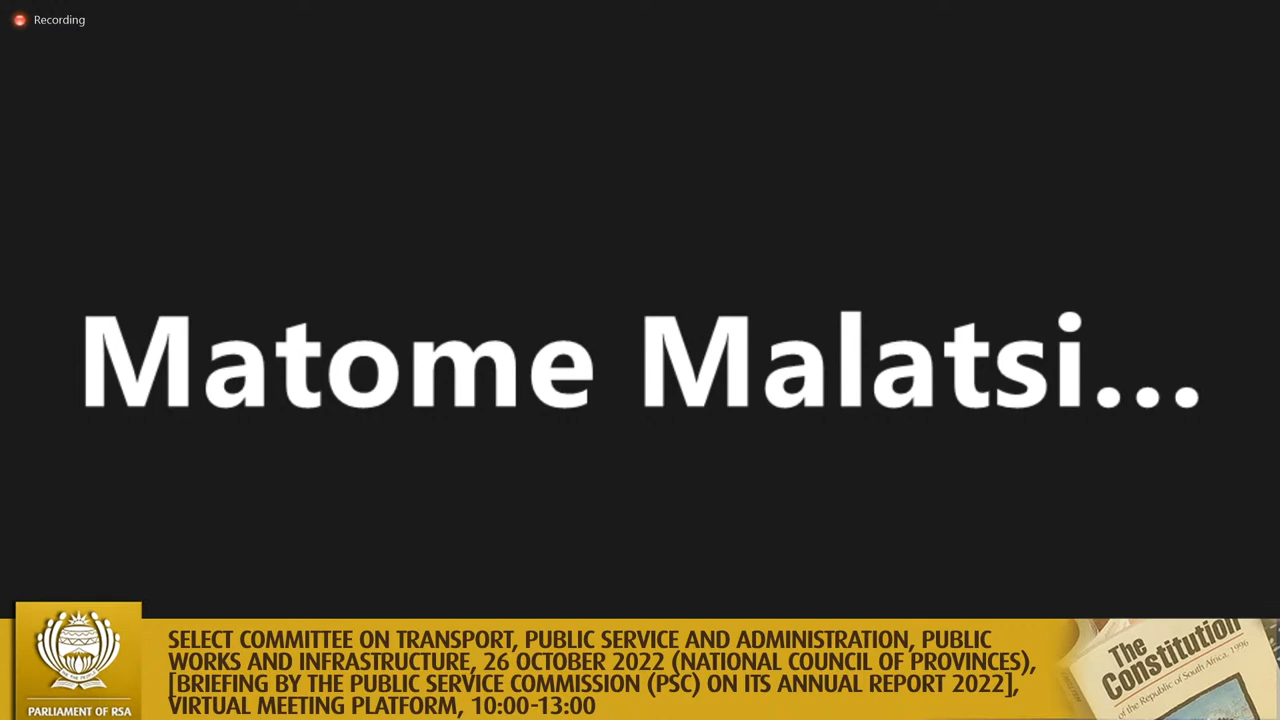 Recording
Matome Malatsi...
SELECT COMMITTEE ON TRANSPORT, PUBLIC SERVICE AND ADMINISTRATION, PUBLIC
WORKS AND INFRASTRUCTURE, 26 OCTOBER 2022 (NATIONAL COUNCIL OF PROVINCES),
[BRIEFING BY THE PUBLIC SERVICE COMMISSION (PSC) ON ITS ANNUAL REPORT 2022],
VIRTUAL MEETING PLATFORM, 10:00-13:00
PARLIAMENT OF RSA
The
Constitution
of the Republic of South Africa, 1996